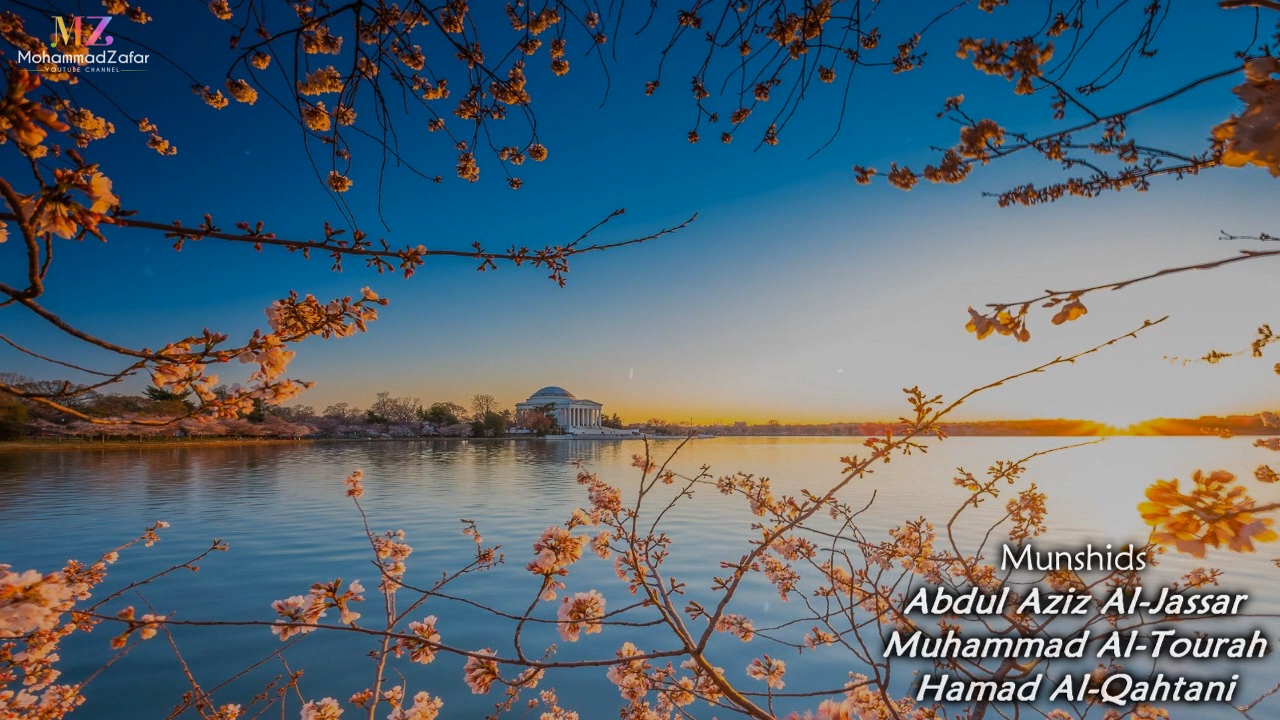 MZ
MohammadZafar
YOUTUBE CHANNEL
Munshids
Abdul Aziz Al-Jassar
Muhammad Al-Tourah
Hamad Al-Qahtani